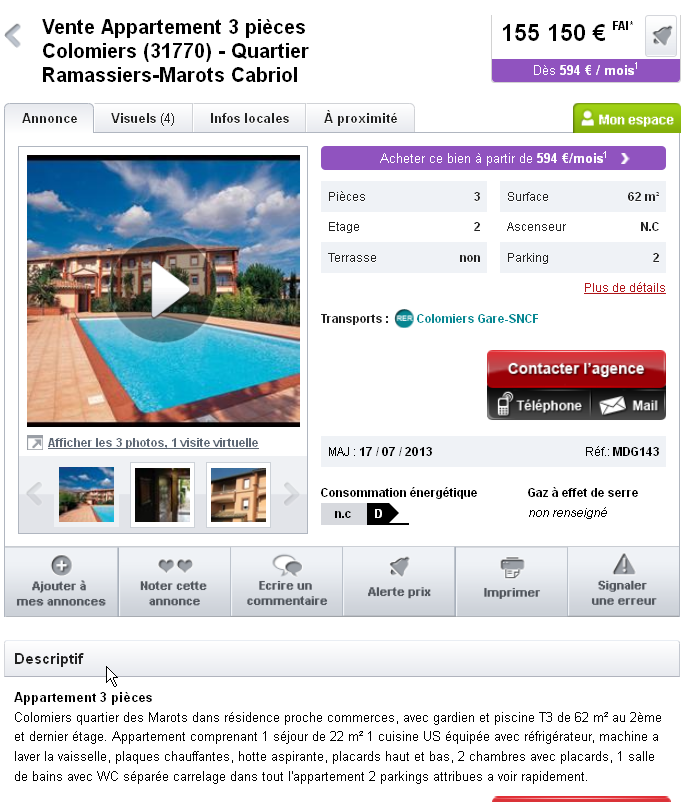 Vente Appartement 3 pièces
Colomiers (31770) - Quartier
Ramassiers-Marots Cabriol
155 150 € FAI*
Dès 594 € / mois¹
Annonce
Visuels (4)
Infos locales
À proximité
Mon espace
Acheter ce bien à partir de 594 €/mois¹
Pièces 3
Surface 62 m²
Etage 2
Ascenseur N.C
Terrasse non
Parking 2
Plus de détails
Transports : RER Colomiers Gare-SNCF
Contacter l'agence
Téléphone
Mail
Afficher les 3 photos, 1 visite virtuelle
MAJ : 17 / 07 / 2013
Réf.: MDG143
Consommation énergétique
n.c D
Gaz à effet de serre
non renseigné
Ajouter à
mes annonces
Noter cette
annonce
Ecrire un
commentaire
Alerte prix
Imprimer
Signaler
une erreur
Descriptif
Appartement 3 pièces
Colomiers quartier des Marots dans résidence proche commerces, avec gardien et piscine T3 de 62 m² au 2ème
et dernier étage. Appartement comprenant 1 séjour de 22 m² 1 cuisine US équipée avec réfrigérateur, machine a
laver la vaisselle, plaques chauffantes, hotte aspirante, placards haut et bas, 2 chambres avec placards, 1 salle
de bains avec WC séparée carrelage dans tout l'appartement 2 parkings attribues a voir rapidement.